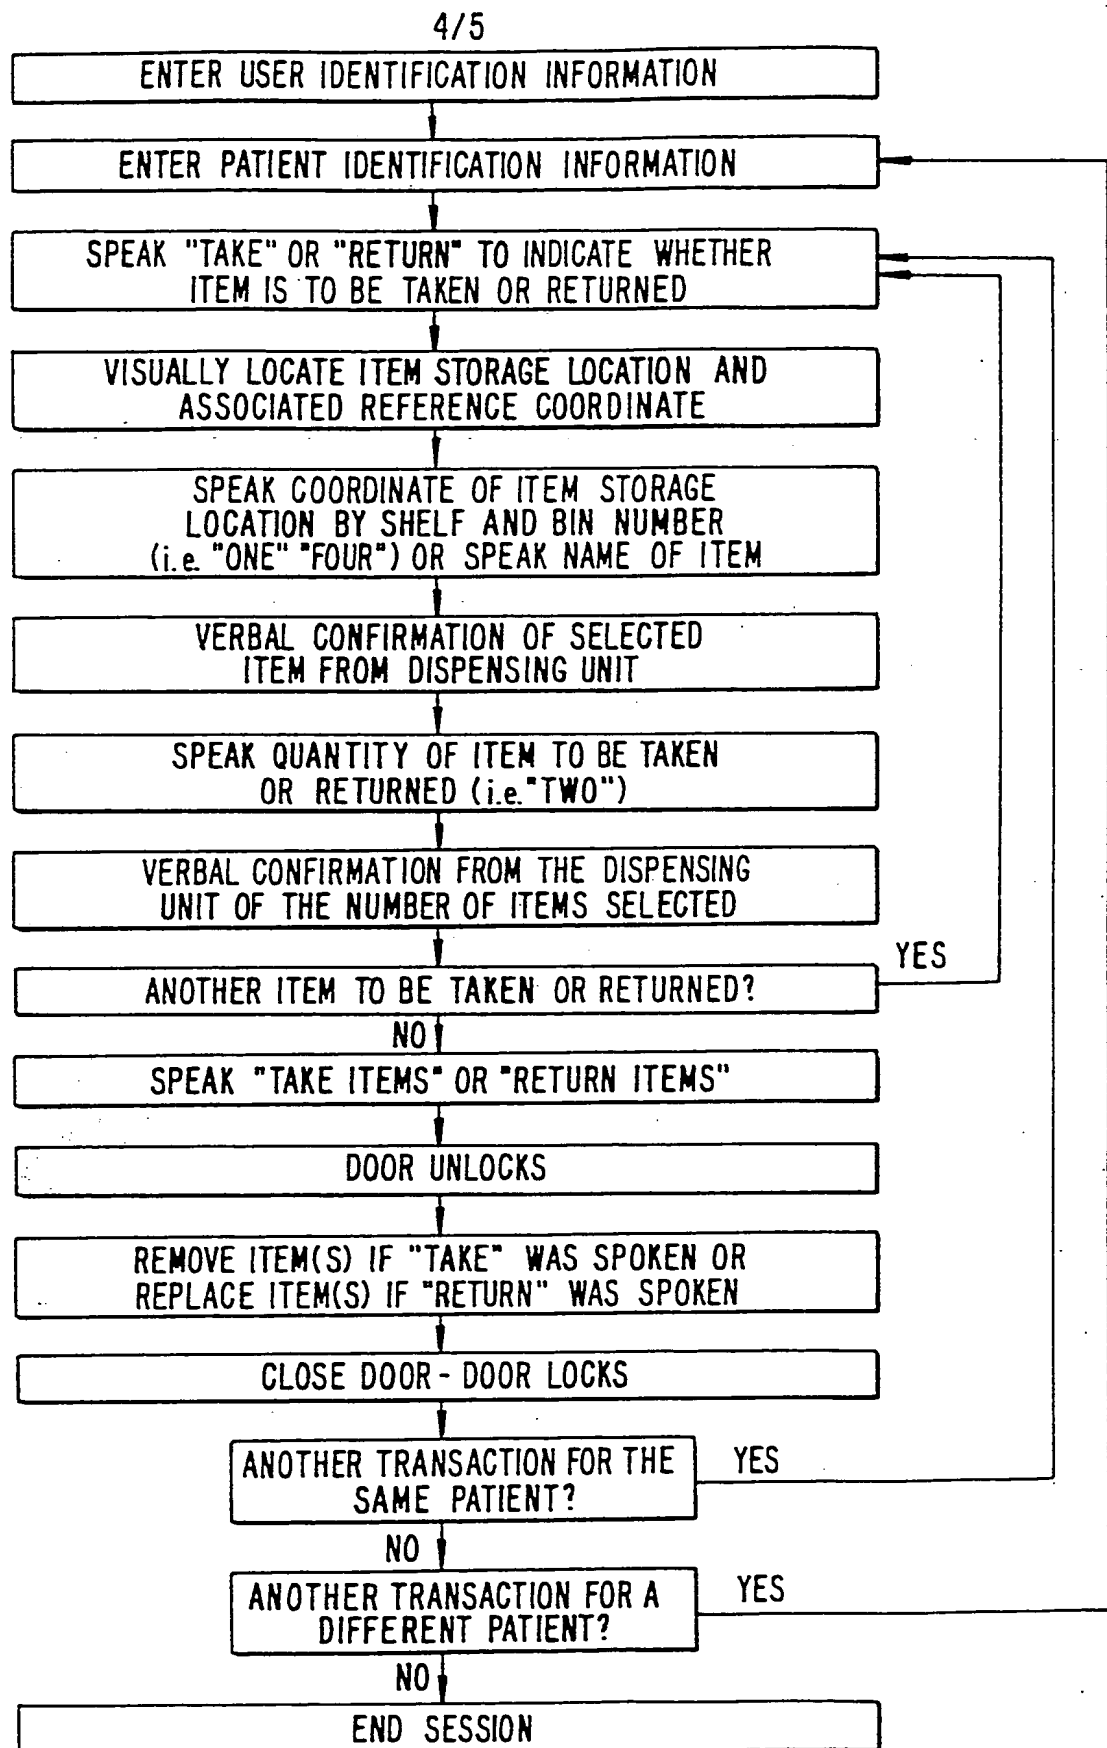 4/5
ENTER USER IDENTIFICATION INFORMATION
ENTER PATIENT IDENTIFICATION INFORMATION
SPEAK "TAKE" OR "RETURN" TO INDICATE WHETHER
ITEM IS TO BE TAKEN OR RETURNED
VISUALLY LOCATE ITEM STORAGE LOCATION AND
ASSOCIATED REFERENCE COORDINATE
SPEAK COORDINATE OF ITEM STORAGE
LOCATION BY SHELF AND BIN NUMBER
(i.e. "ONE" "FOUR") OR SPEAK NAME OF ITEM
VERBAL CONFIRMATION OF SELECTED
ITEM FROM DISPENSING UNIT
SPEAK QUANTITY OF ITEM TO BE TAKEN
OR RETURNED (i.e. "TWO")
VERBAL CONFIRMATION FROM THE DISPENSING
UNIT OF THE NUMBER OF ITEMS SELECTED
YES
ANOTHER ITEM TO BE TAKEN OR RETURNED?
NO
SPEAK "TAKE ITEMS" OR "RETURN ITEMS"
DOOR UNLOCKS
REMOVE ITEM(S) IF "TAKE" WAS SPOKEN OR
REPLACE ITEM(S) IF "RETURN" WAS SPOKEN
CLOSE DOOR - DOOR LOCKS
ANOTHER TRANSACTION FOR THE
SAME PATIENT?
YES
NO
ANOTHER TRANSACTION FOR A
DIFFERENT PATIENT?
YES
NO
END SESSION